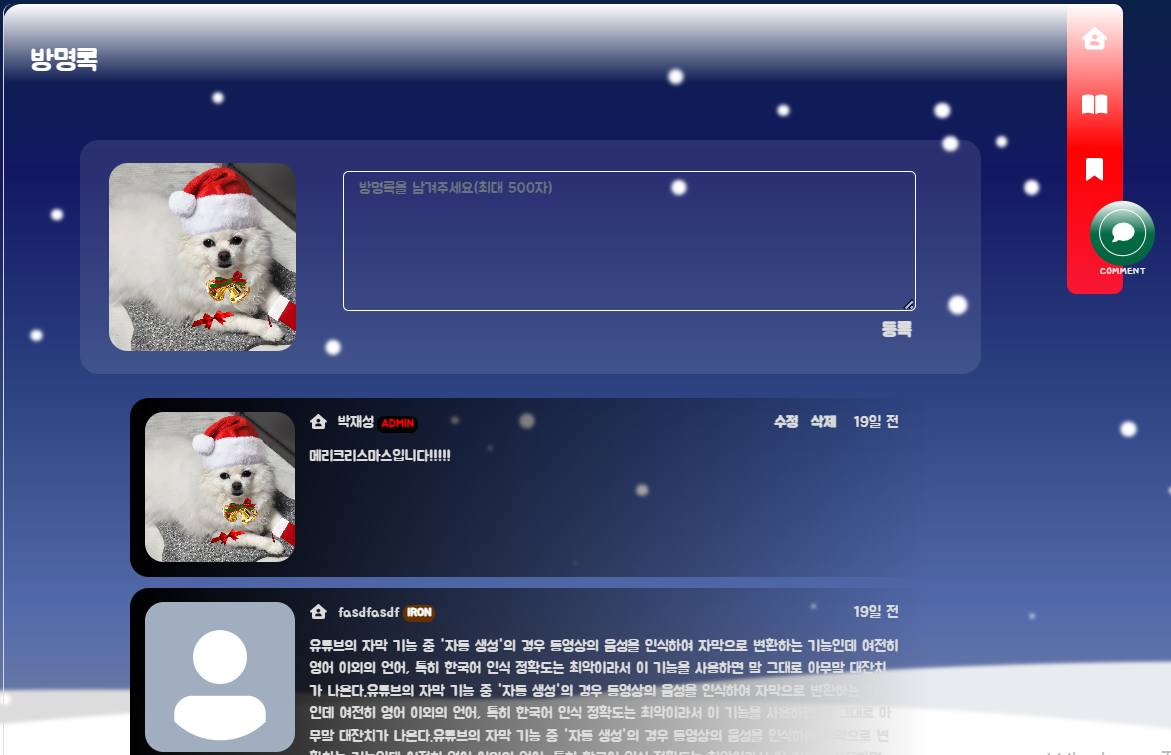 방명록
방명록을 남겨주세요(최대 500자)
COMMENT
등록
박재성 ADMIN 수정 삭제 19일 전
메리크리스마스입니다!!!!!
fasdfasdf IRON 19일 전
유튜브의 자막 기능 중 '자동 생성'의 경우 동영상의 음성을 인식하여 자막으로 변환하는 기능인데 여전히
영어 이외의 언어, 특히 한국어 인식 정확도는 최악이라서 이 기능을 사용하면 말 그대로 아무말 대잔치
가 나온다.유튜브의 자막 기능 중 '자동 생성'의 경우 동영상의 음성을 인식하여 자막으로 변환하는
인데 여전히 영어 이외의 언어, 특히 한국어 인식 정확도는 최악이라서 이 기능을 사용하면 그대로 아
무말 대잔치가 나온다.유튜브의 자막 기능 중 '자동 생성'의 경우 동영상의 음성을 인식하여 자막으로 변